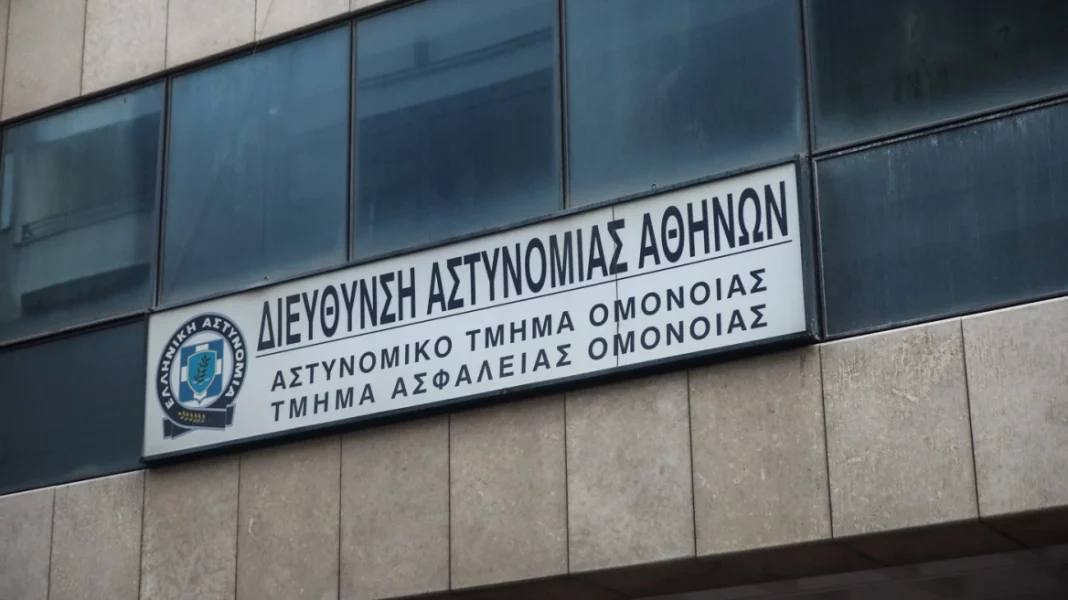 ΔΙΕΥΘΥΝΣΗ ΑΣΤΥΝΟΜΙΑΣ ΑΘΗΝΩΝ
ΑΣΤΥΝΟΜΙΚΟ ΤΜΗΜΑ ΟΜΟΝΟΙΑΣ
ΤΜΗΜΑ ΑΣΦΑΛΕΙΑΣ ΟΜΟΝΟΙΑΣ
ΕΛΛΗΝΙΚΗ ΑΣΤΥΝΟΜΙΑ